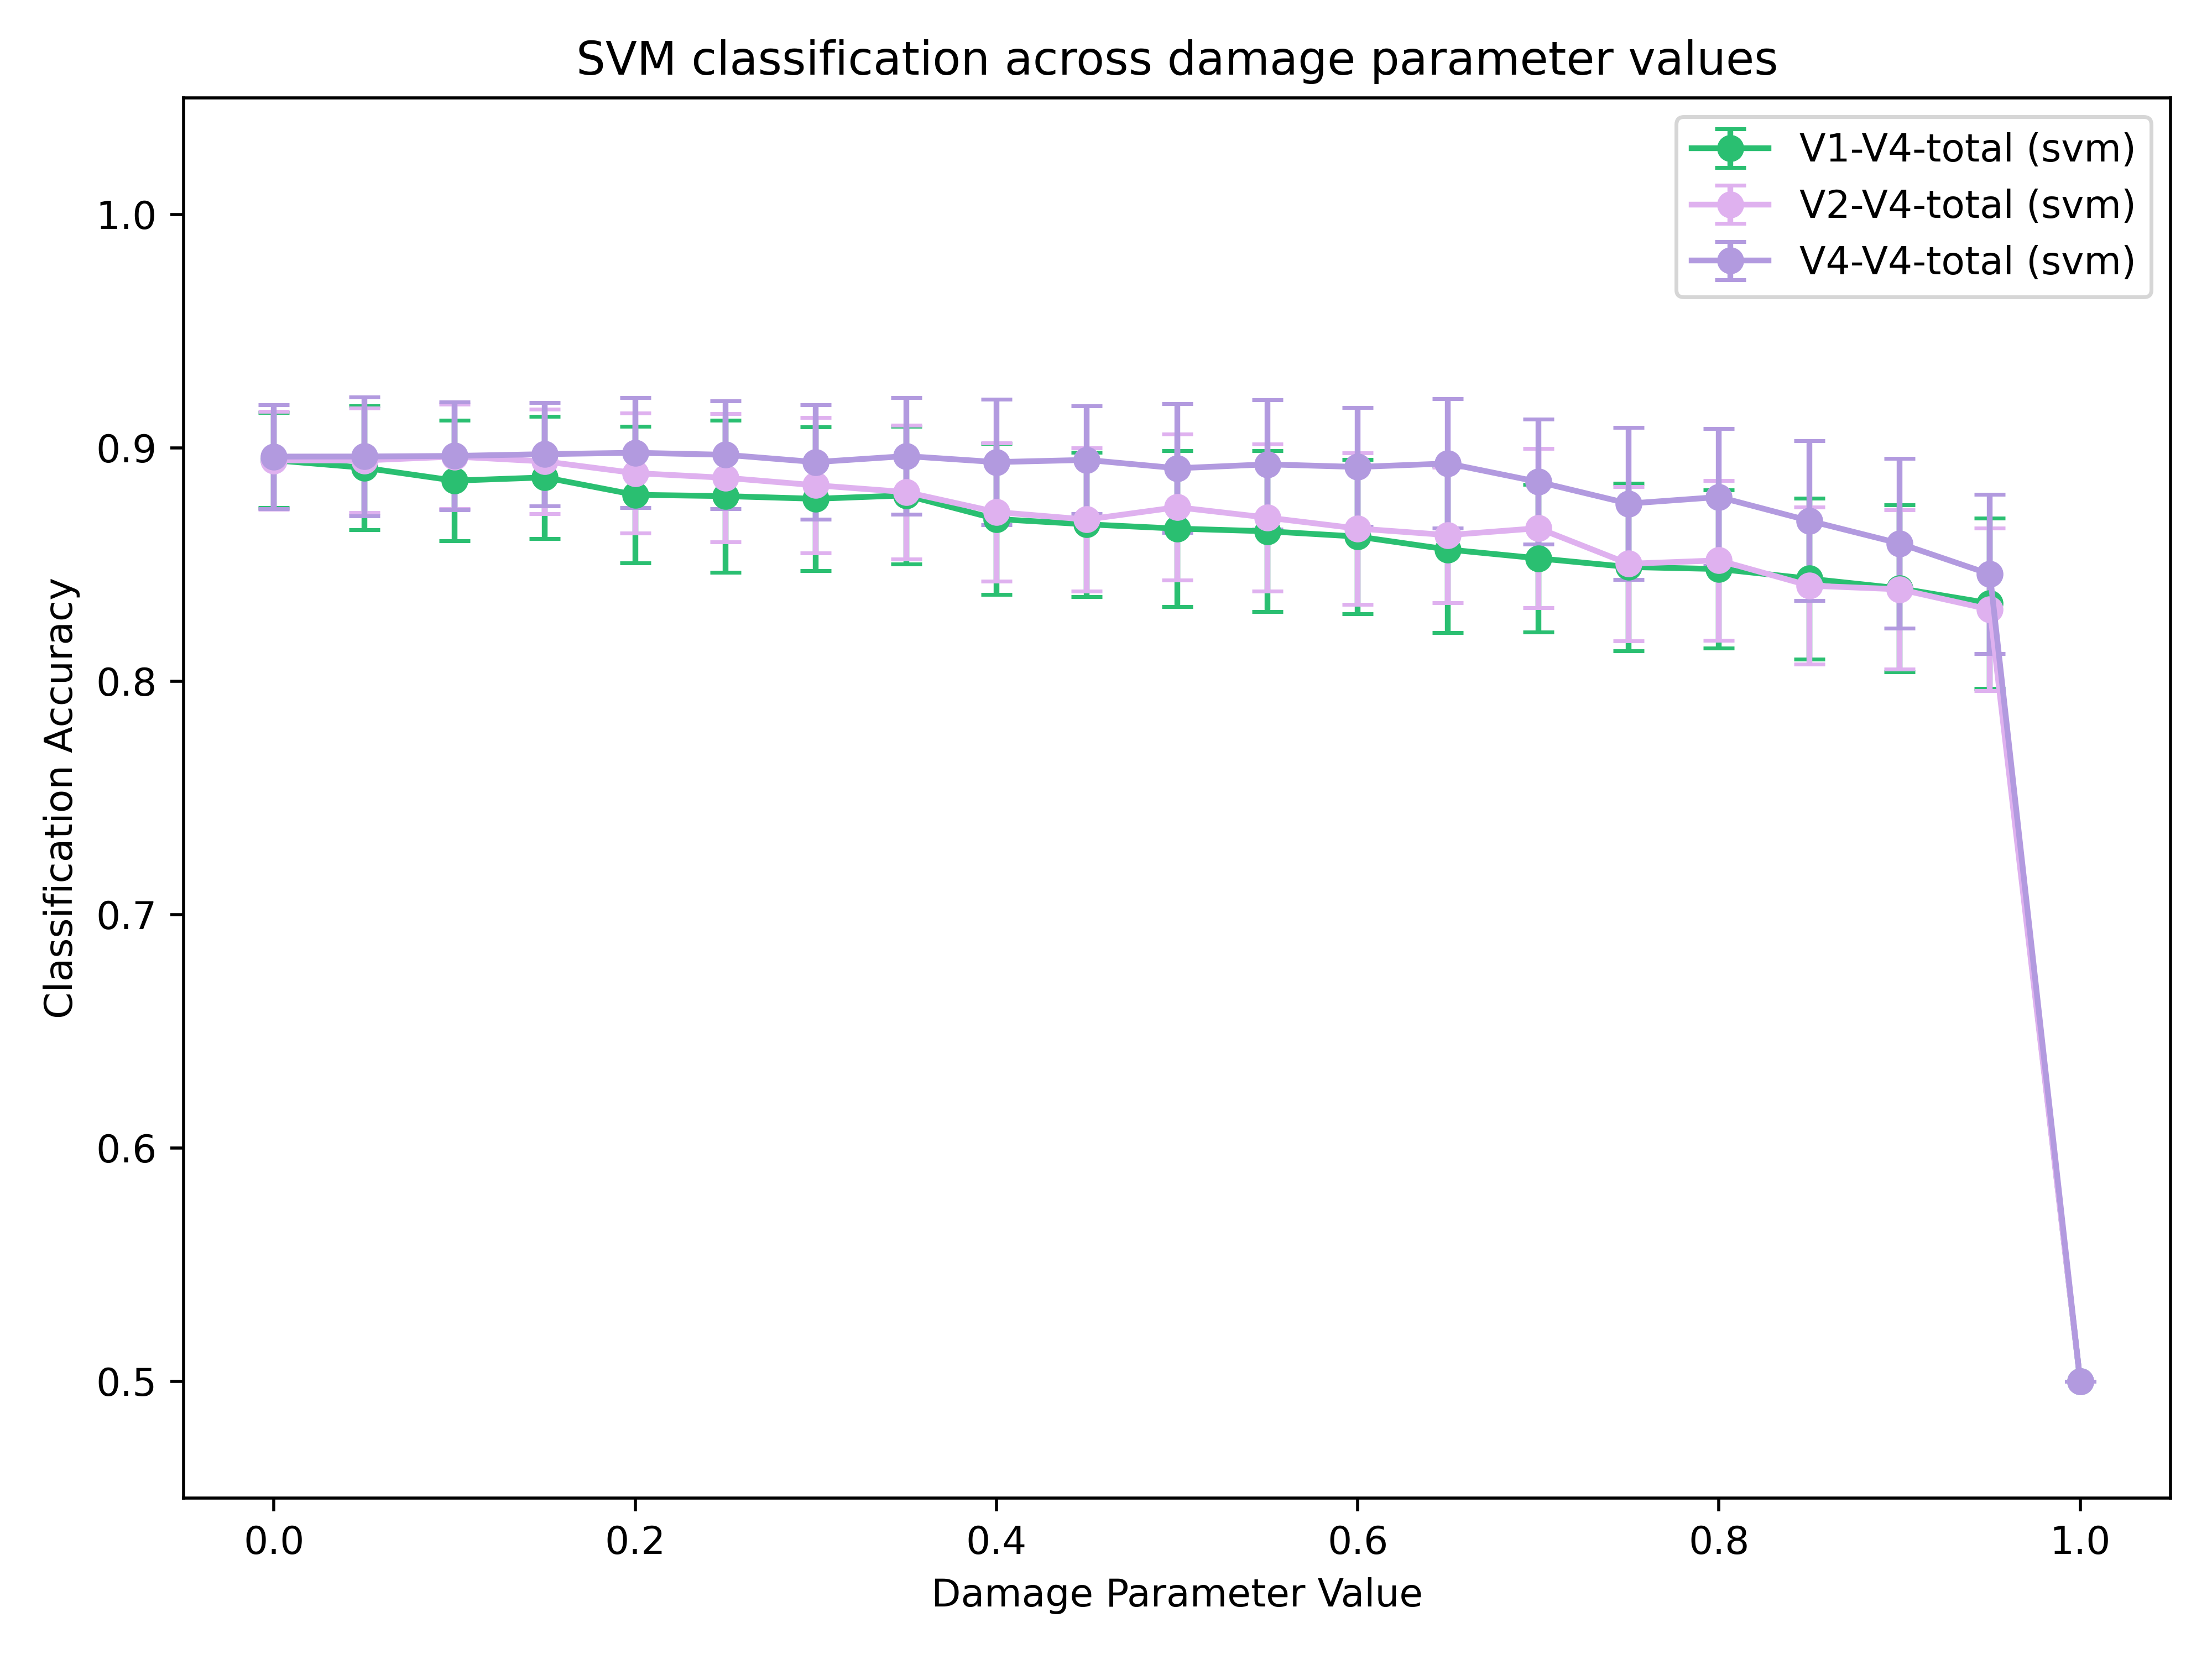 SVM classification across damage parameter values
V1-V4-total (svm)
V2-V4-total (svm)
V4-V4-total (svm)
Classification Accuracy
1.0
0.9
0.8
0.7
0.6
0.5
0.0
0.2
0.4
0.6
0.8
1.0
Damage Parameter Value